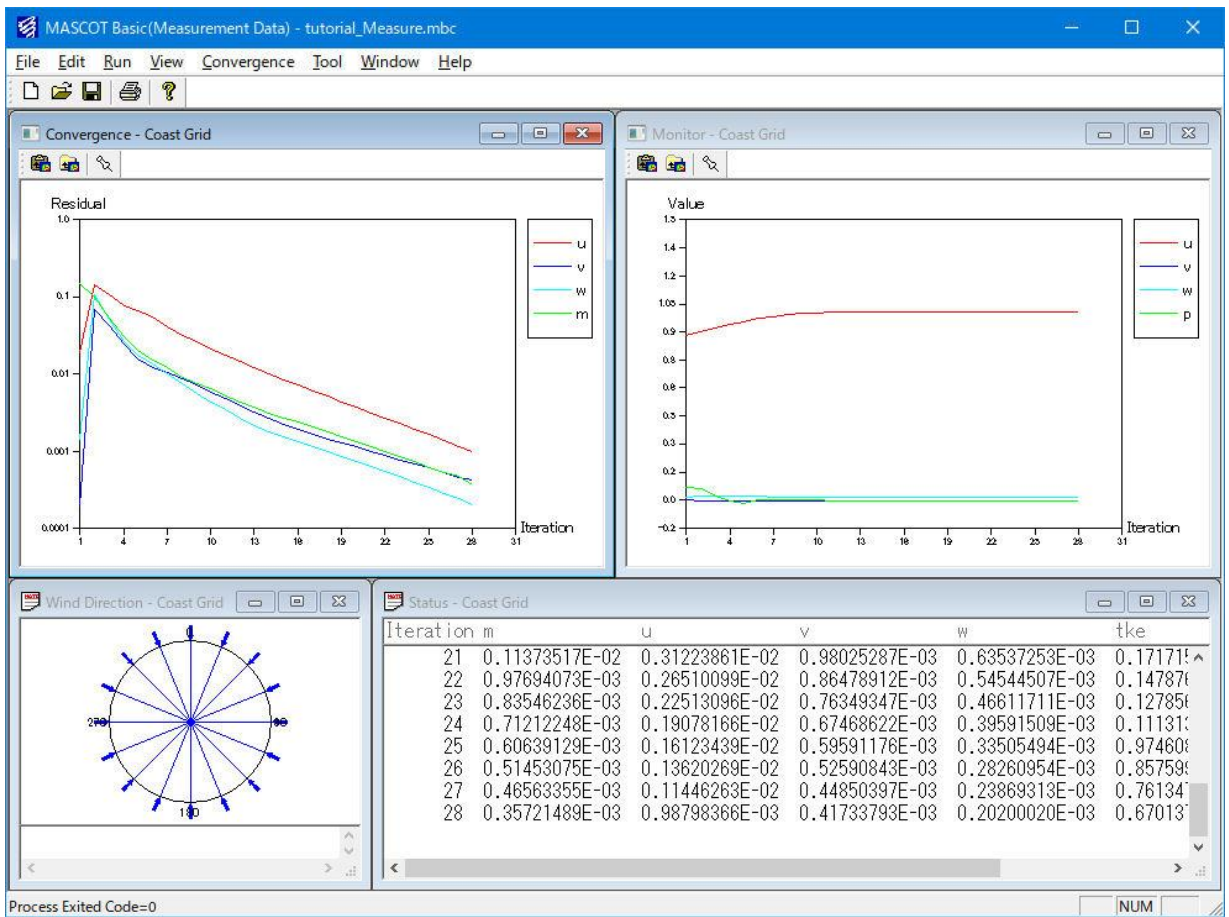 MASCOT Basic(Measurement Data) - tutorial_Measure.mbc
File Edit Run View Convergence Tool Window Help
Convergence - Coast Grid
Residual
1.0
0.1
0.01
0.001
0.0001
1 4 7 10 13 16 19 22 25 28 31
Iteration
u
v
w
m
Monitor - Coast Grid
Value
1.5
1.4
1.2
1.05
0.9
0.8
0.6
0.5
0.3
0.2
0.0
-0.2
1 4 7 10 13 16 19 22 25 28 31
Iteration
u
v
w
p
Wind Direction - Coast Grid
0
270
90
180
Status - Coast Grid
Iteration m u v w tke
21 0.11373517E-02 0.31223861E-02 0.98025287E-03 0.63537253E-03
22 0.97694073E-03 0.26510099E-02 0.86478912E-03 0.54544507E-03
23 0.83546236E-03 0.22513096E-02 0.76349347E-03 0.46611711E-03
24 0.71212248E-03 0.19078166E-02 0.67468622E-03 0.39591509E-03
25 0.60639129E-03 0.16123439E-02 0.59591176E-03 0.33505494E-03
26 0.51453075E-03 0.13620269E-02 0.52590843E-03 0.28260954E-03
27 0.46563355E-03 0.11446263E-02 0.44850397E-03 0.23869313E-03
28 0.35721489E-03 0.98798366E-03 0.41733793E-03 0.20200020E-03
Process Exited Code=0
NUM